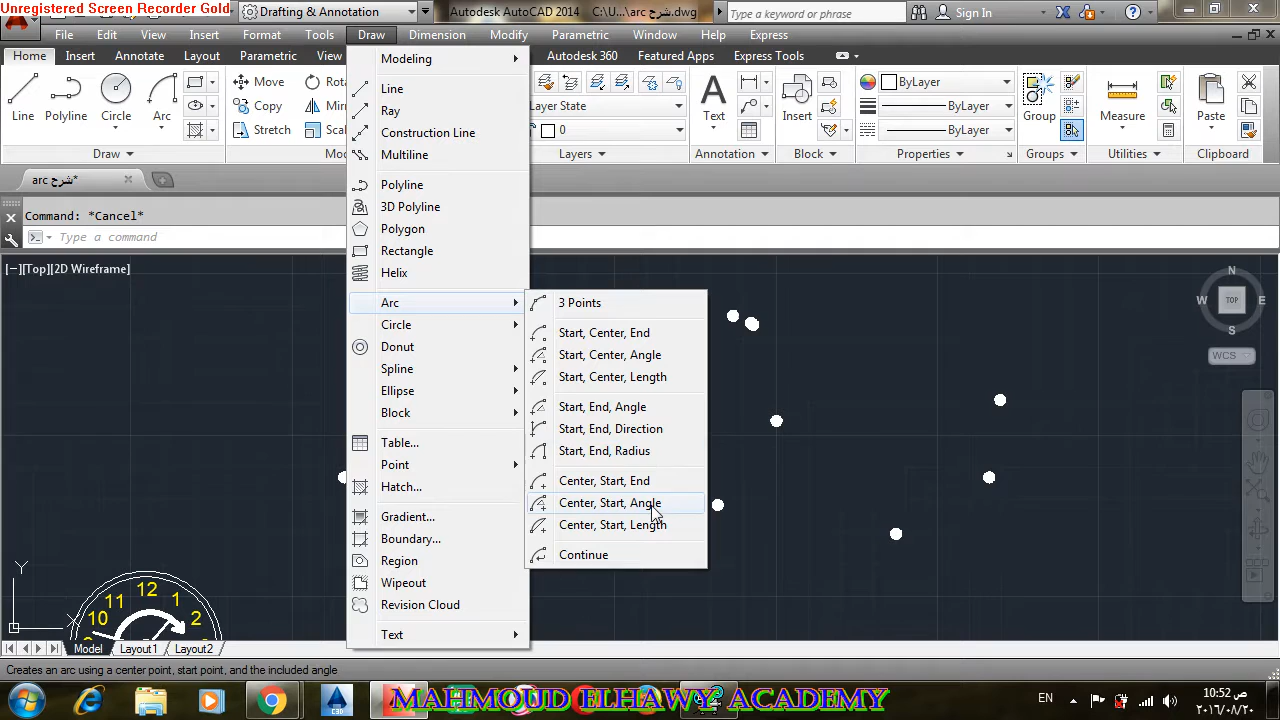 Unregistered Screen Recorder Gold
Drafting & Annotation
Autodesk AutoCAD 2014
C:\U...\arc شرح.dwg
Type a keyword or phrase
Sign In
File
Edit
View
Insert
Format
Tools
Draw
Dimension
Modify
Parametric
Window
Help
Express
Home
Insert
Annotate
Layout
Parametric
View
Autodesk 360
Featured Apps
Express Tools
Line
Polyline
Circle
Arc
Move
Copy
Stretch
Layer State
0
Text
Insert
ByLayer
ByLayer
ByLayer
Group
Measure
Paste
Draw
Layers
Annotation
Block
Properties
Groups
Utilities
Clipboard
arc شرح*
Command: *Cancel*
Type a command
[−][Top][2D Wireframe]
Modeling
Line
Ray
Construction Line
Multiline
Polyline
3D Polyline
Polygon
Rectangle
Helix
Arc
Circle
Donut
Spline
Ellipse
Block
Table...
Point
Hatch...
Gradient...
Boundary...
Region
Wipeout
Revision Cloud
Text
3 Points
Start, Center, End
Start, Center, Angle
Start, Center, Length
Start, End, Angle
Start, End, Direction
Start, End, Radius
Center, Start, End
Center, Start, Angle
Center, Start, Length
Continue
N
W
TOP
E
S
WCS
Y
X
12
11
1
10
2
Model
Layout1
Layout2
Creates an arc using a center point, start point, and the included angle
MAHMOUD ELHAWY ACADEMY
EN
10:52 ص
٢٠١٦/٠٨/٢٠